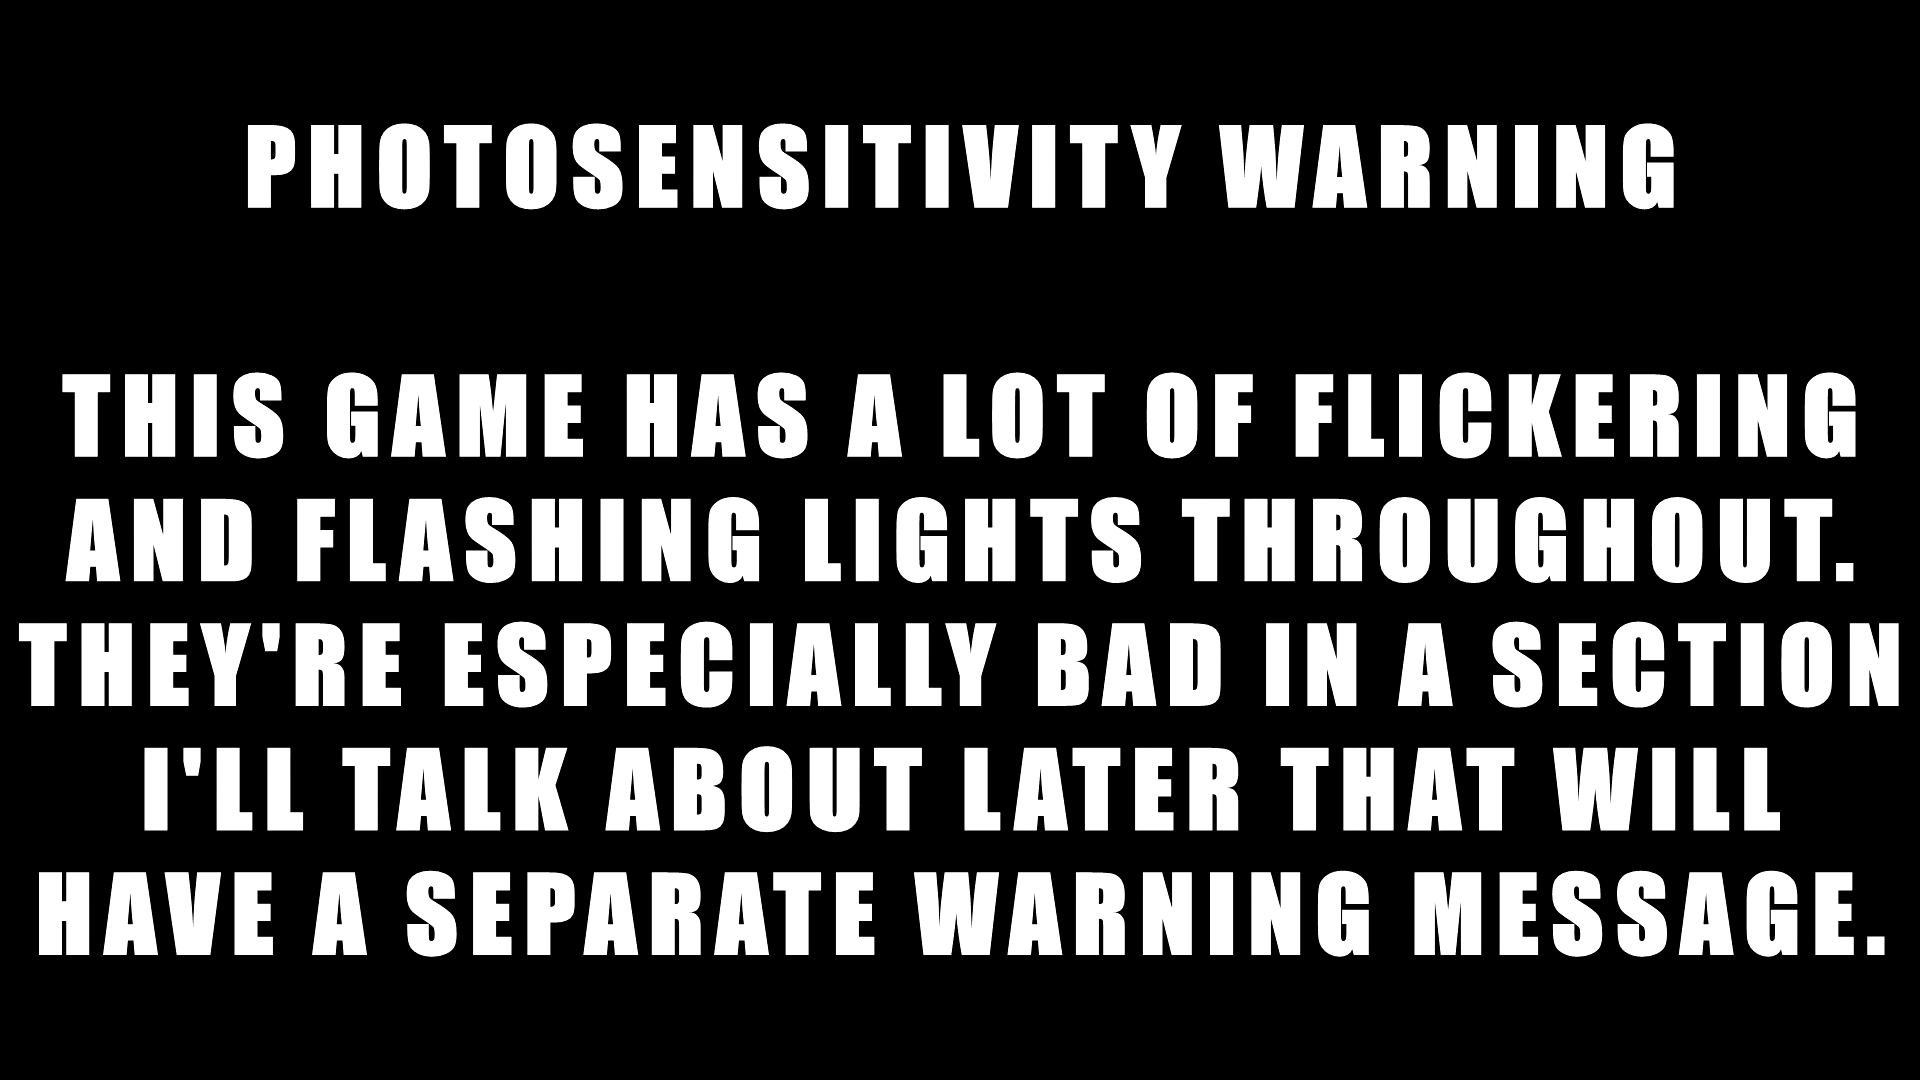 PHOTOSENSITIVITY WARNING
THIS GAME HAS A LOT OF FLICKERING
AND FLASHING LIGHTS THROUGHOUT.
THEY'RE ESPECIALLY BAD IN A SECTION
I'LL TALK ABOUT LATER THAT WILL
HAVE A SEPARATE WARNING MESSAGE.